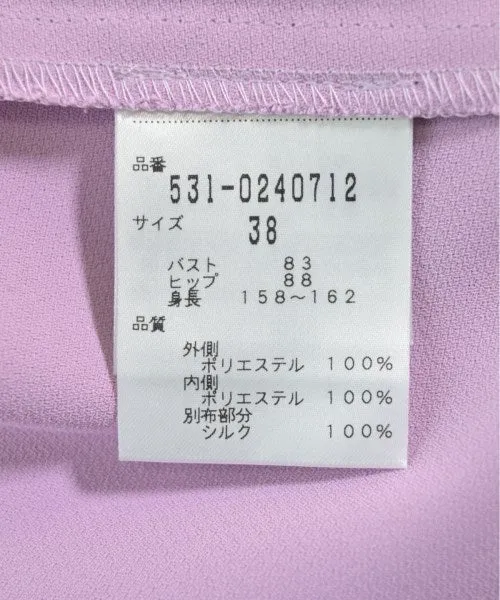 品番
531-0240712
サイズ 38
バスト 83
ヒップ 88
身長 158～162
品質
外側
ポリエステル 100%
内側
ポリエステル 100%
別布部分
シルク 100%